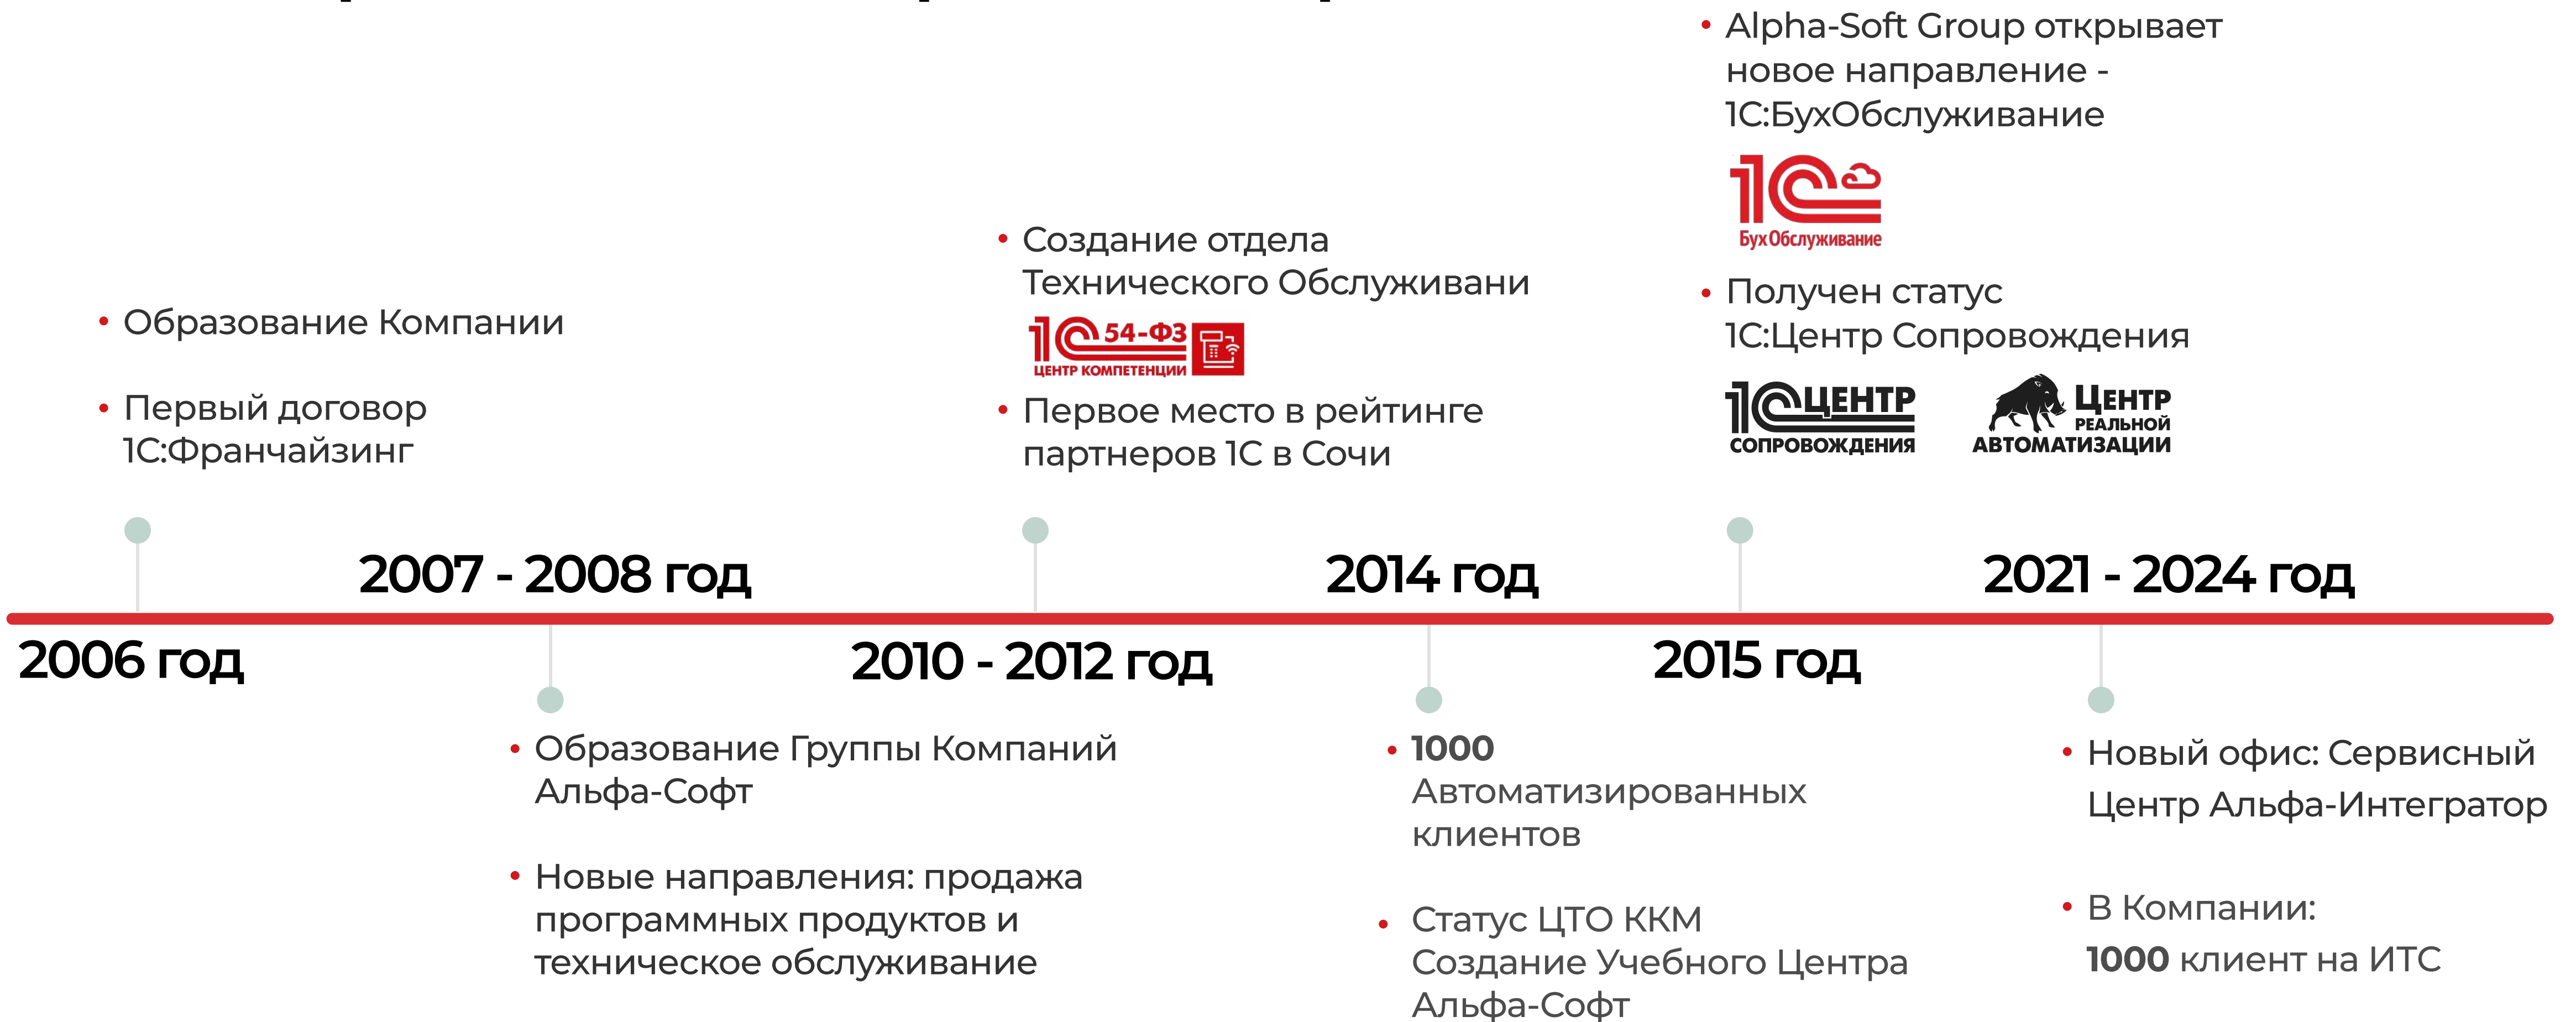 Образование Компании
Первый договор
1С:Франчайзинг
2006 год
2007 - 2008 год
Образование Группы Компаний
Альфа-Софт
Новые направления: продажа
программных продуктов и
техническое обслуживание
Создание отдела
Технического Обслуживани
1С 54-ФЗ
ЦЕНТР КОМПЕТЕНЦИИ
Первое место в рейтинге
партнеров 1С в Сочи
2010 - 2012 год
2014 год
1000
Автоматизированных
клиентов
Статус ЦТО ККМ
Создание Учебного Центра
Альфа-Софт
Alpha-Soft Group открывает
новое направление -
1С:БухОбслуживание
1С
БухОбслуживание
Получен статус
1С:Центр Сопровождения
1С ЦЕНТР
СОПРОВОЖДЕНИЯ
ЦЕНТР
РЕАЛЬНОЙ
АВТОМАТИЗАЦИИ
2015 год
2021 - 2024 год
Новый офис: Сервисный
Центр Альфа-Интегратор
В Компании:
1000 клиент на ИТС